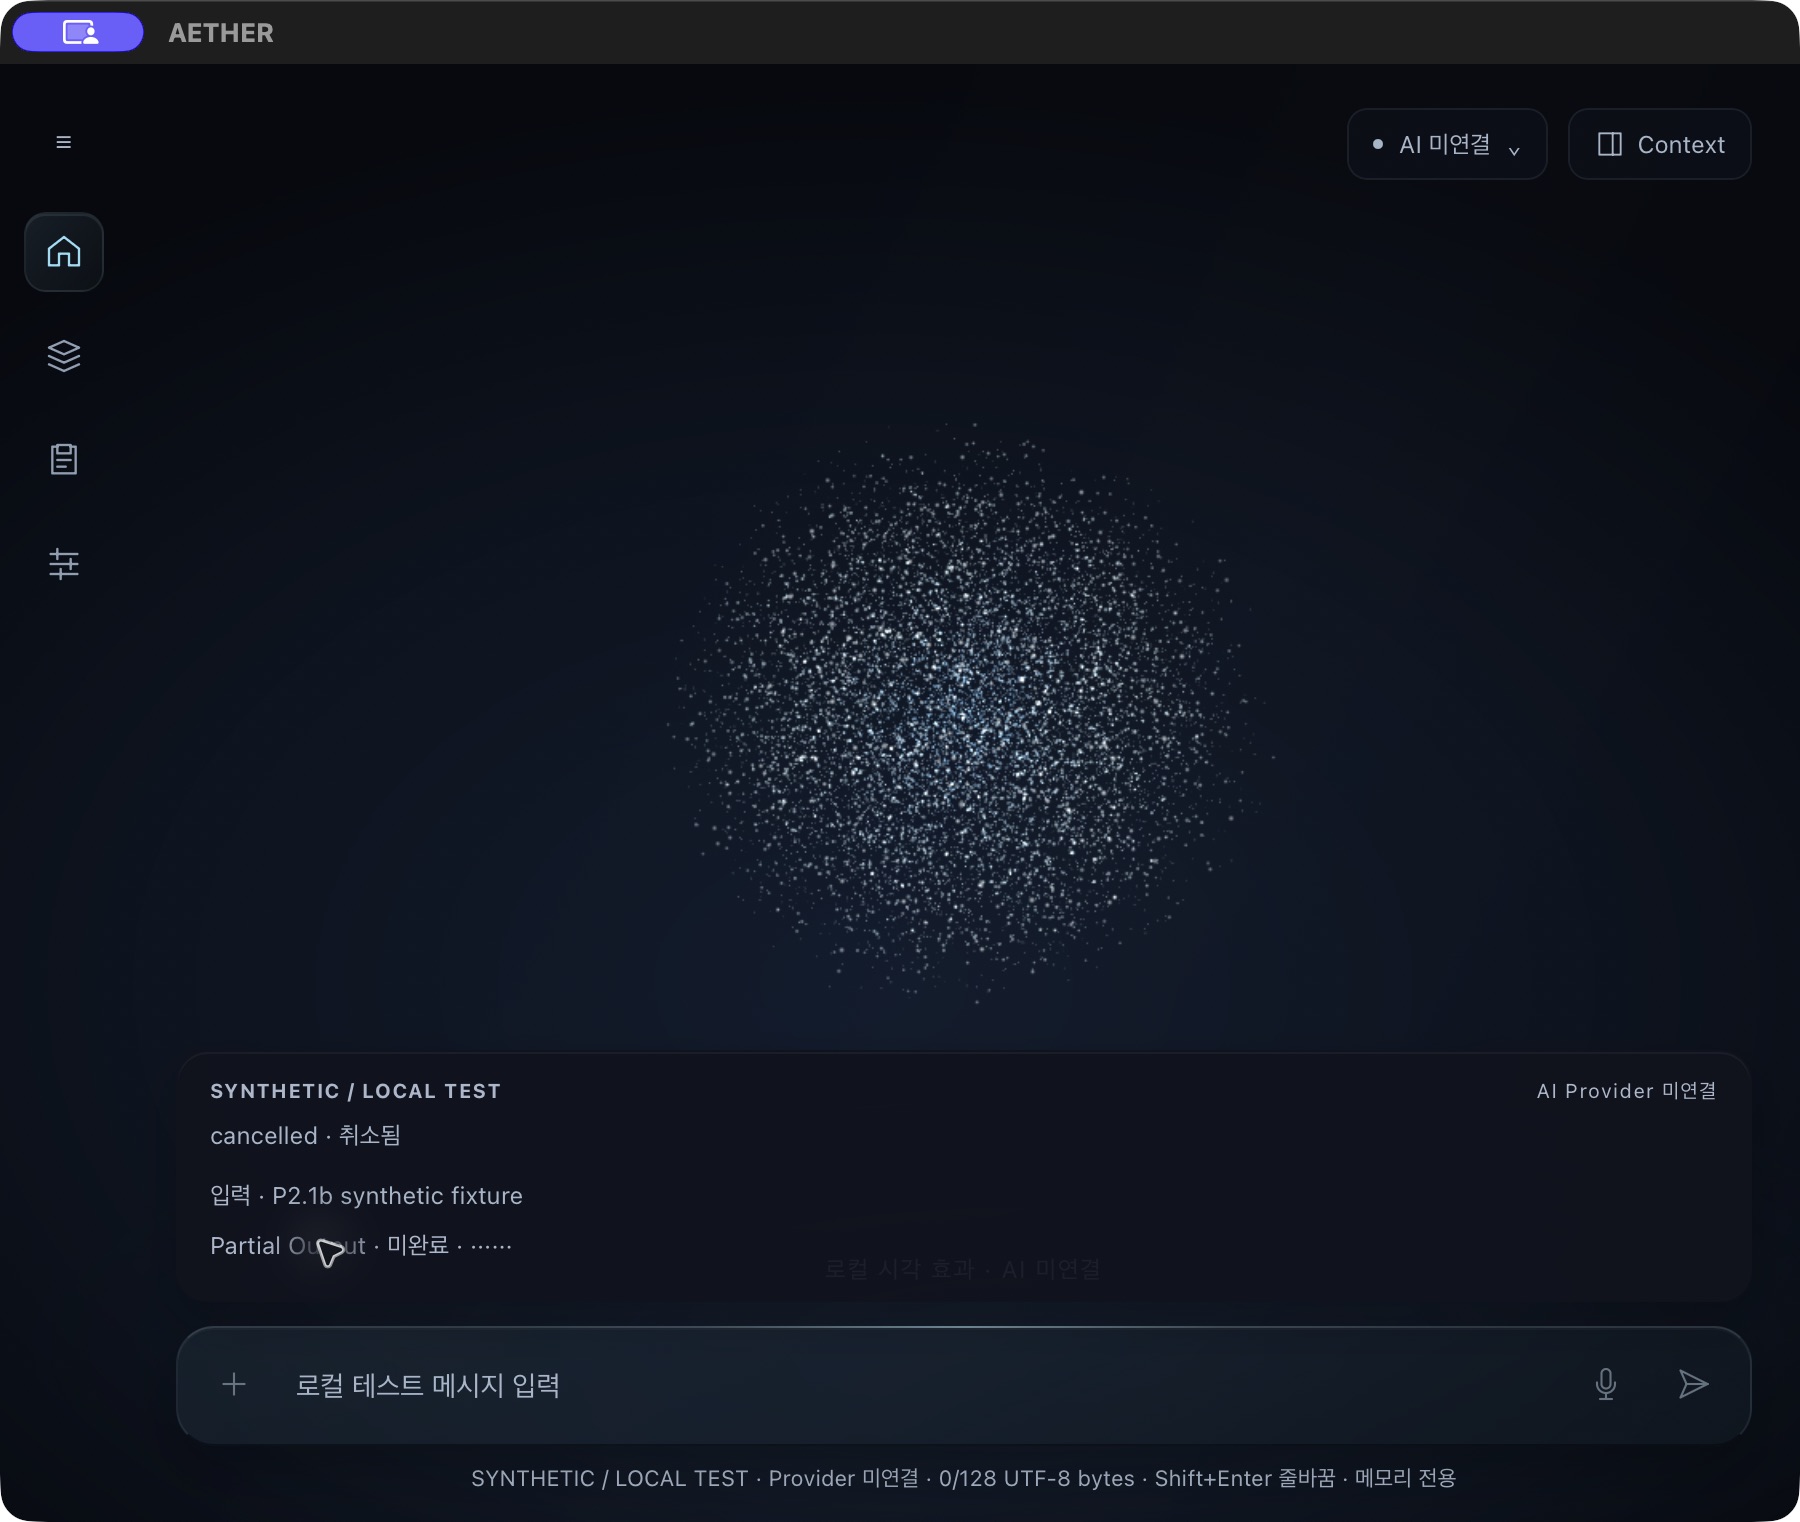 AETHER
AI 미연결
Context
SYNTHETIC / LOCAL TEST
AI Provider 미연결
cancelled · 취소됨
입력 · P2.1b synthetic fixture
Partial Output · 미완료 · ······
로컬 시각 효과 · AI 미연결
로컬 테스트 메시지 입력
SYNTHETIC / LOCAL TEST · Provider 미연결 · 0/128 UTF-8 bytes · Shift+Enter 줄바꿈 · 메모리 전용